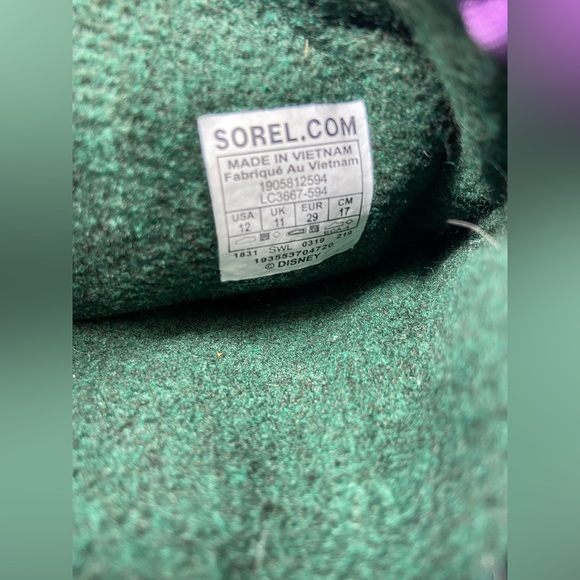 SOREL.COM
MADE IN VIETNAM
Fabriqué Au Vietnam
1905812594
LC3667-594
USA UK EUR CM
12 11 29 17
1831 SWL 0319 219
193553704720
© DISNEY